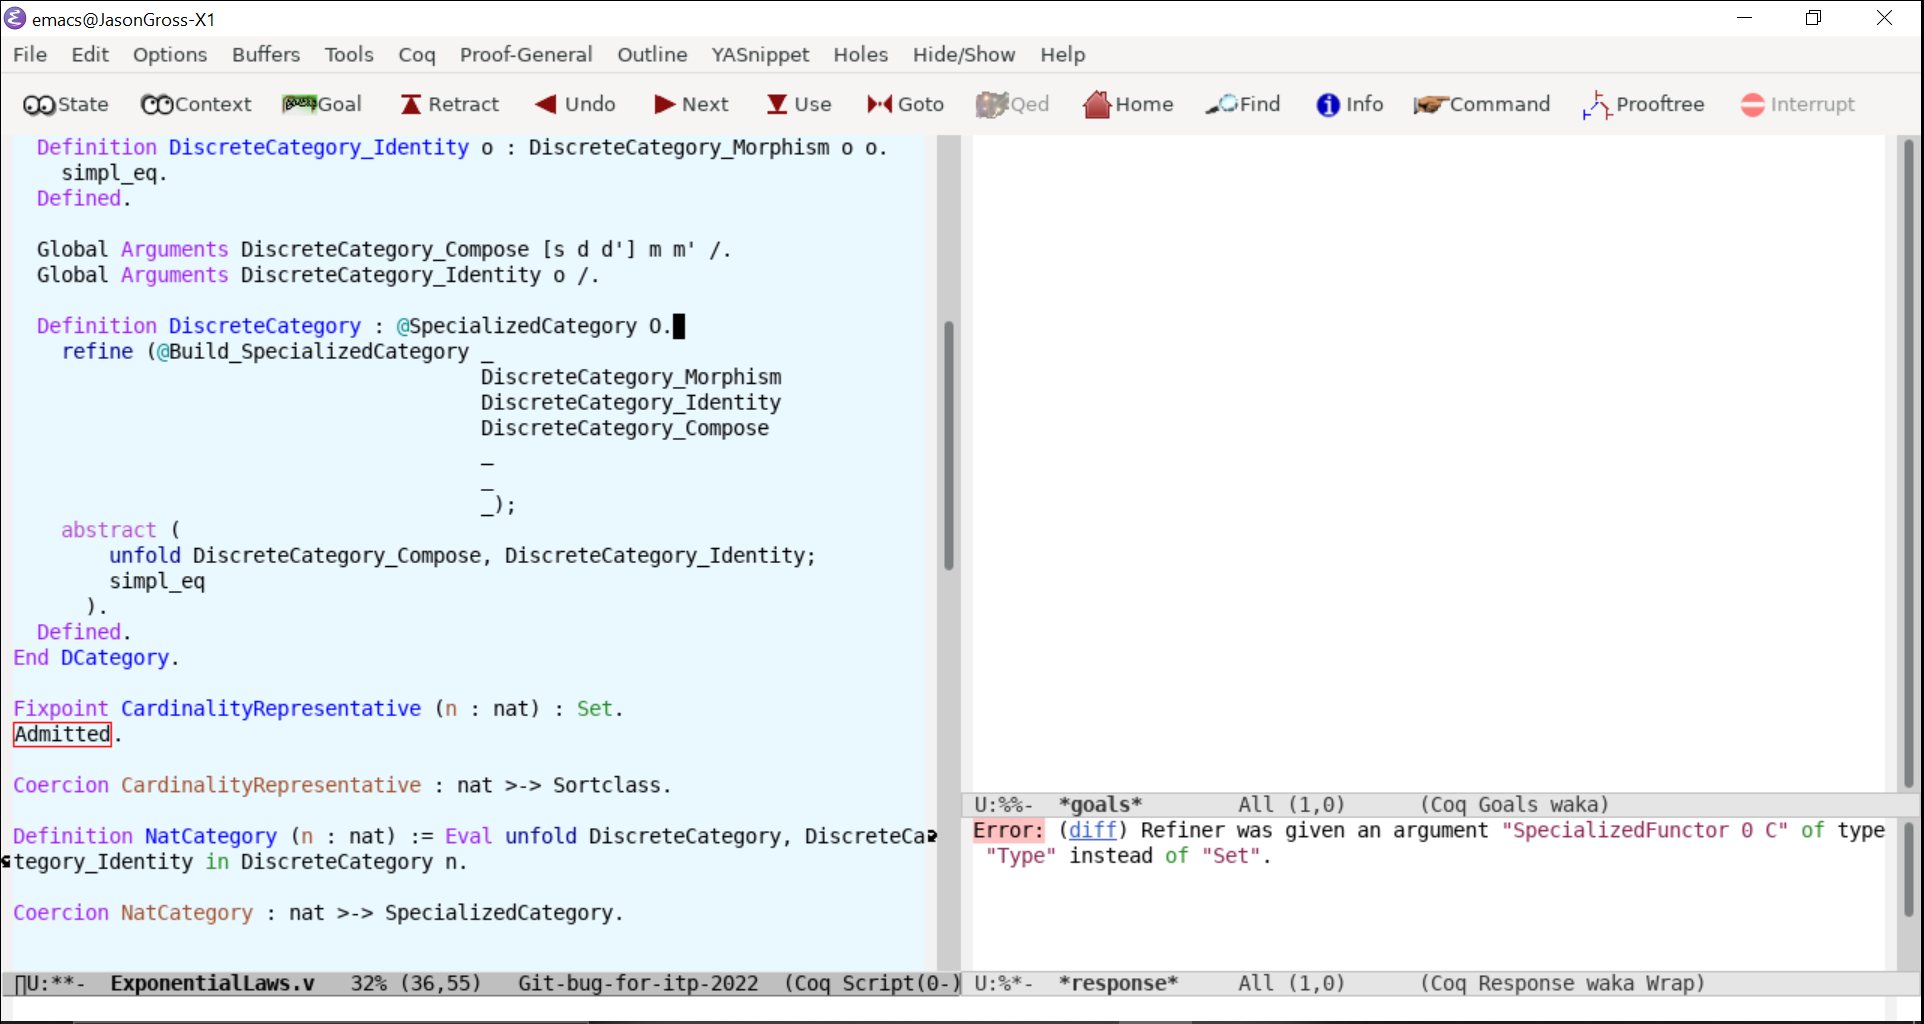 emacs@JasonGross-X1
File Edit Options Buffers Tools Coq Proof-General Outline YASnippet Holes Hide/Show Help
State Context Goal Retract Undo Next Use Goto Qed Home Find Info Command Prooftree Interrupt
Definition DiscreteCategory_Identity o : DiscreteCategory_Morphism o o.
simpl_eq.
Defined.
Global Arguments DiscreteCategory_Compose [s d d'] m m' /.
Global Arguments DiscreteCategory_Identity o /.
Definition DiscreteCategory : @SpecializedCategory O.
refine (@Build_SpecializedCategory _
DiscreteCategory_Morphism
DiscreteCategory_Identity
DiscreteCategory_Compose
_
_
_);
abstract (
unfold DiscreteCategory_Compose, DiscreteCategory_Identity;
simpl_eq
).
Defined.
End DCategory.
Fixpoint CardinalityRepresentative (n : nat) : Set.
Admitted.
Coercion CardinalityRepresentative : nat >-> Sortclass.
Definition NatCategory (n : nat) := Eval unfold DiscreteCategory, DiscreteCa
tegory_Identity in DiscreteCategory n.
Coercion NatCategory : nat >-> SpecializedCategory.
U:**- ExponentialLaws.v 32% (36,55) Git-bug-for-itp-2022 (Coq Script(0-)
U:%%- *goals* All (1,0) (Coq Goals waka)
Error: (diff) Refiner was given an argument "SpecializedFunctor 0 C" of type
"Type" instead of "Set".
U:%*- *response* All (1,0) (Coq Response waka Wrap)